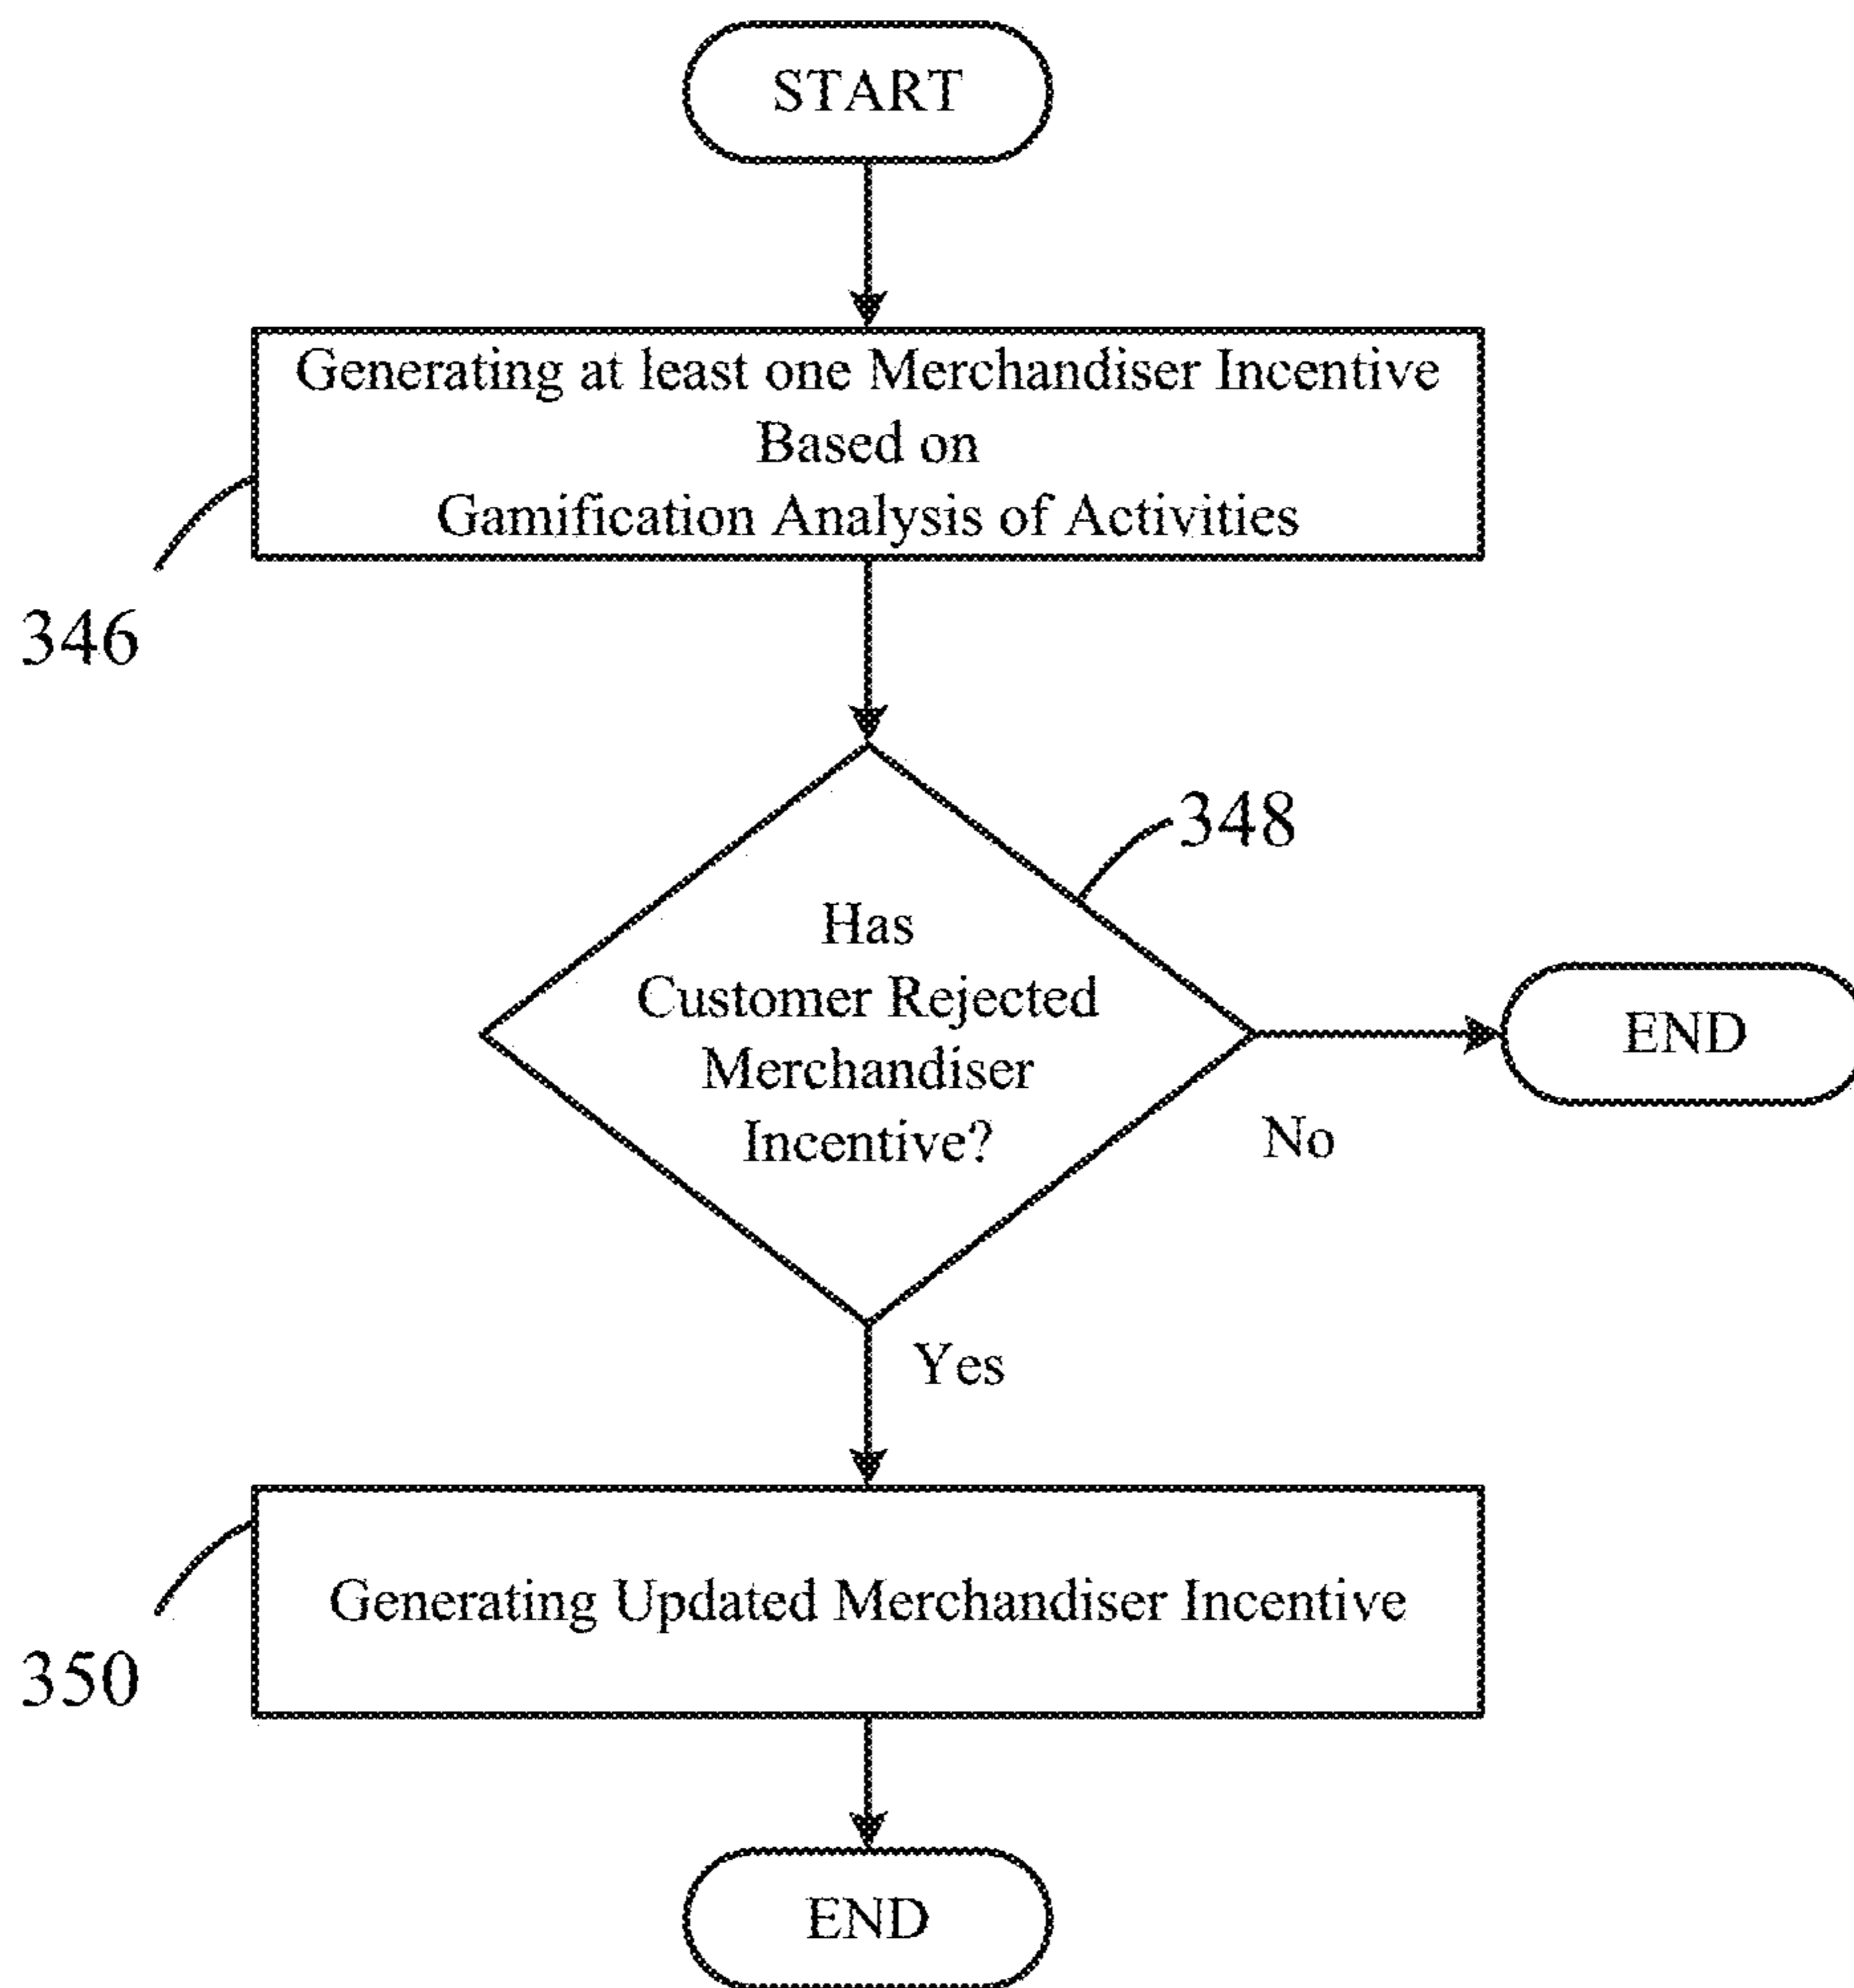 START
Generating at least one Merchandiser Incentive
Based on
Gamification Analysis of Activities
346
348
Has
Customer Rejected
Merchandiser
Incentive?
END
No
Yes
Generating Updated Merchandiser Incentive
350
END